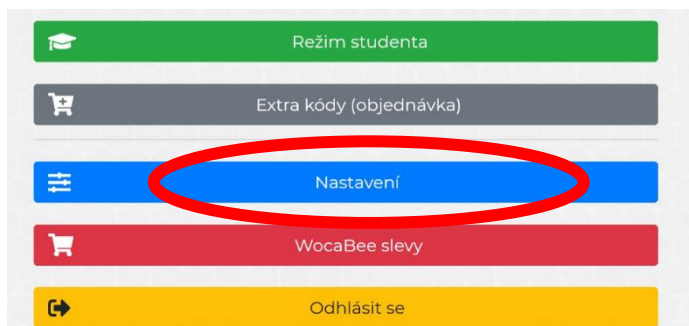 Režim studenta
Extra kódy (objednávka)
Nastavení
WocaBee slevy
Odhlásit se